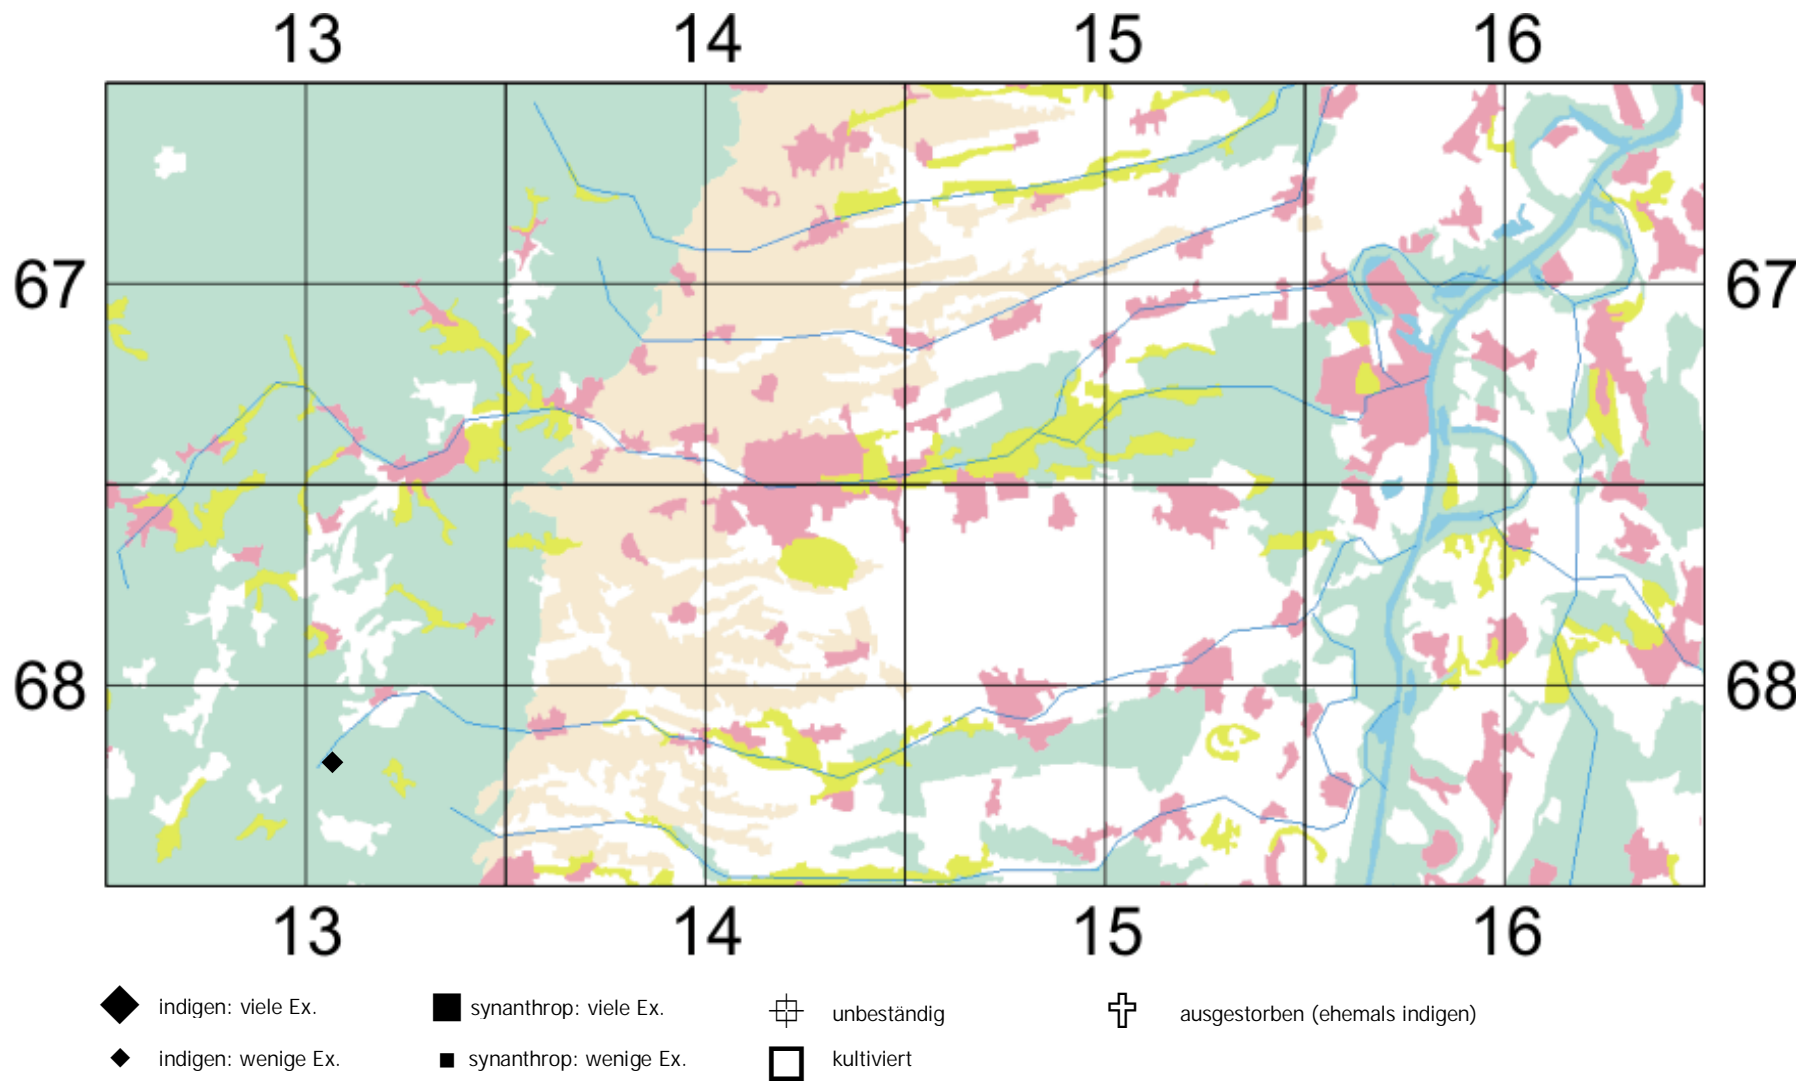 13 14 15 16
67 67
68 68
13 14 15 16
indigen: viele Ex. synanthrop: viele Ex. unbeständig ausgestorben (ehemals indigen)
indigen: wenige Ex. synanthrop: wenige Ex. kultiviert